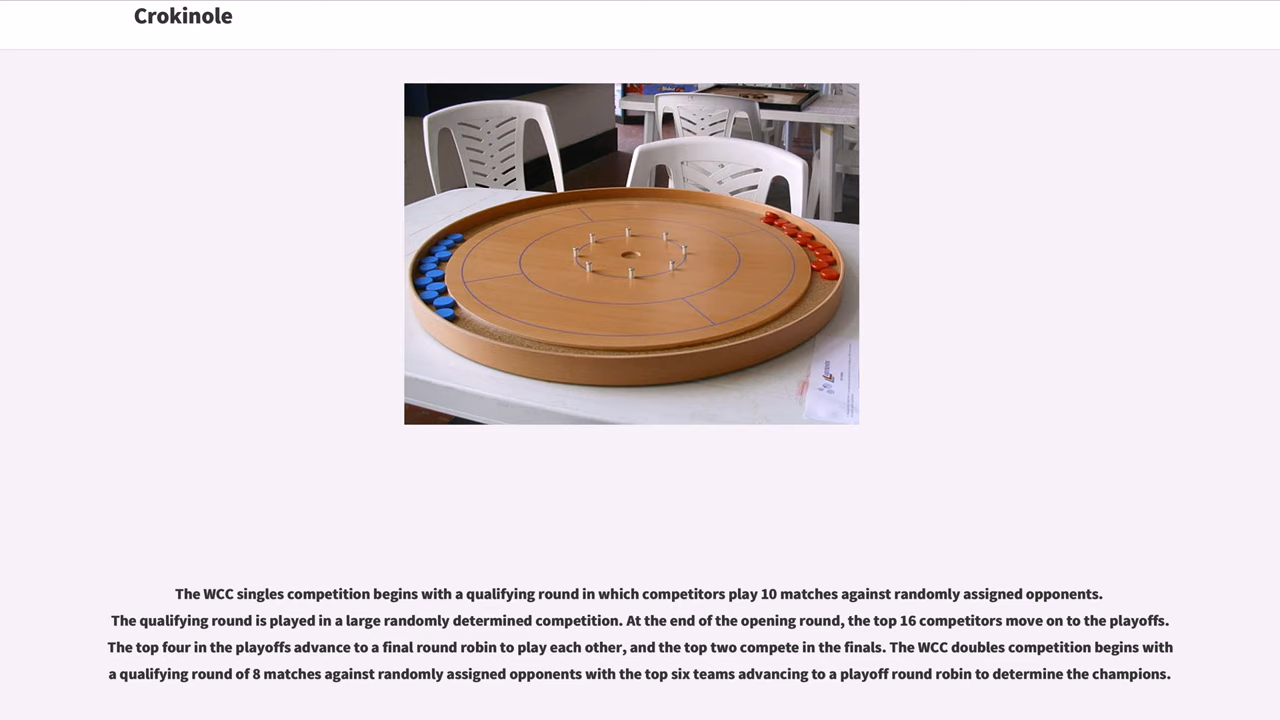 Crokinole
The WCC singles competition begins with a qualifying round in which competitors play 10 matches against randomly assigned opponents.
The qualifying round is played in a large randomly determined competition. At the end of the opening round, the top 16 competitors move on to the playoffs.
The top four in the playoffs advance to a final round robin to play each other, and the top two compete in the finals. The WCC doubles competition begins with
a qualifying round of 8 matches against randomly assigned opponents with the top six teams advancing to a playoff round robin to determine the champions.